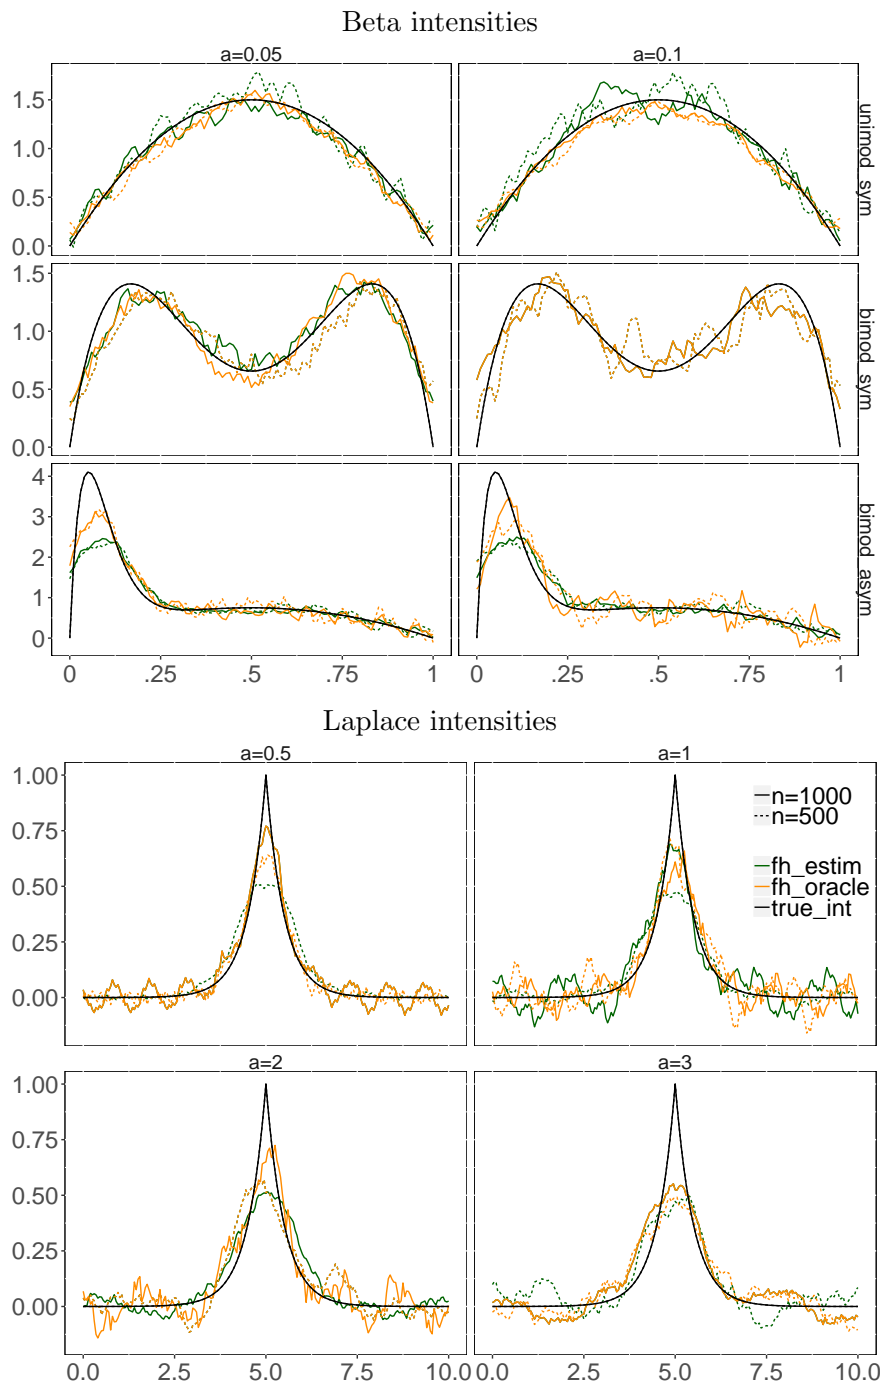 Beta intensities
a=0.05 a=0.1
1.5
1.0
0.5
0.0
unimod_sym
1.5
1.0
0.5
0.0
bimod_sym
4
3
2
1
0
bimod_asym
0 .25 .5 .75 1 0 .25 .5 .75 1
Laplace intensities
a=0.5 a=1
1.00
0.75
0.50
0.25
0.00
n=1000
n=500
fh_estim
fh_oracle
true_int
a=2 a=3
1.00
0.75
0.50
0.25
0.00
0.0 2.5 5.0 7.5 10.0 0.0 2.5 5.0 7.5 10.0